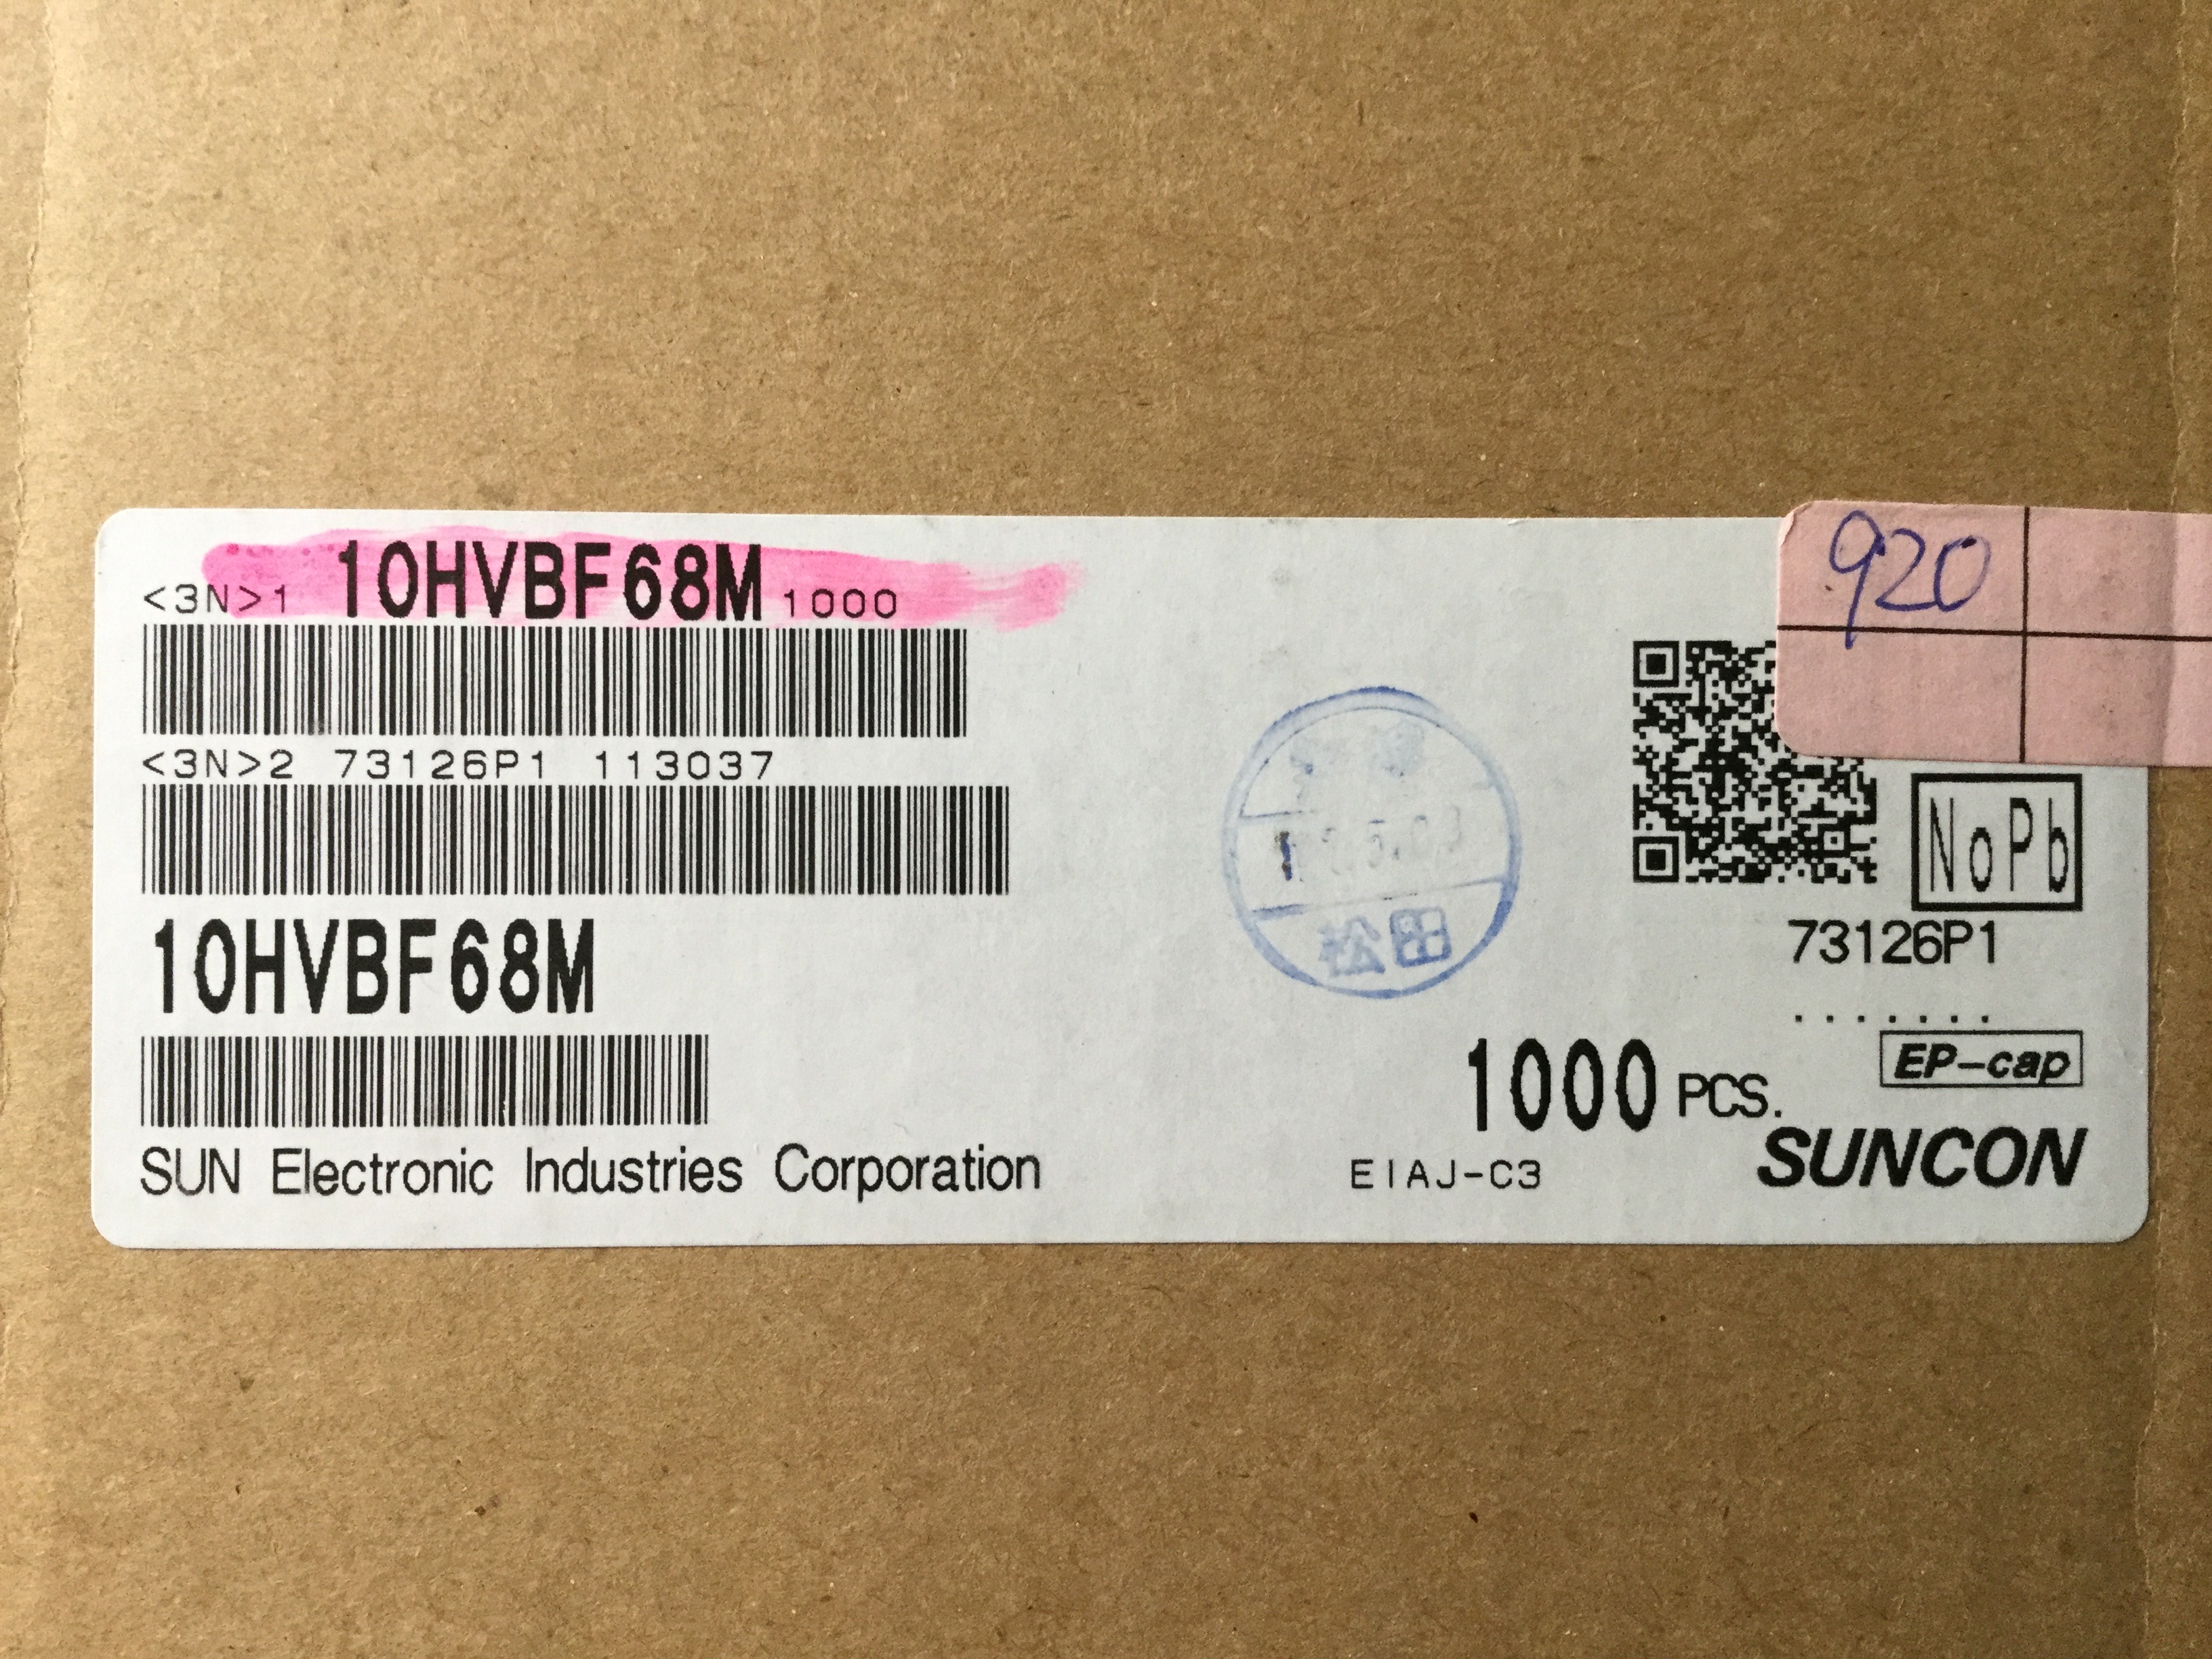 920
<3N>1 10HVBF68M 1000
<3N>2 73126P1 113037
NoPb
松田
73126P1
10HVBF68M
.......
EP-cap
1000 PCS.
SUN Electronic Industries Corporation
EIAJ-C3
SUNCON